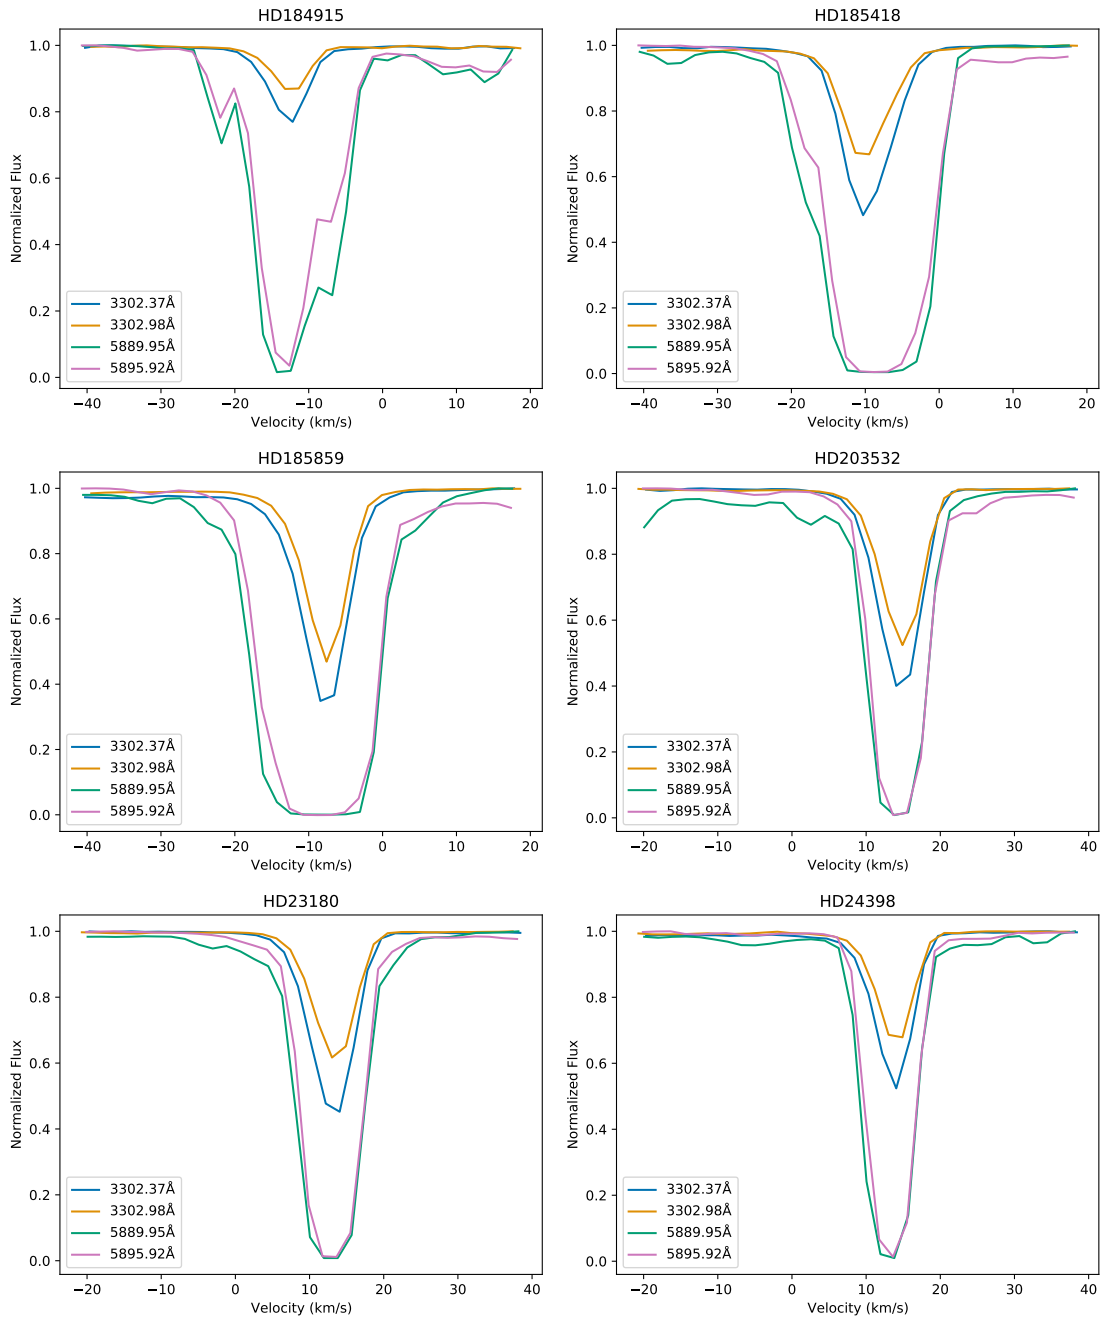 HD184915
Normalized Flux
1.0
0.8
0.6
0.4
0.2
0.0
3302.37Å
3302.98Å
5889.95Å
5895.92Å
−40 −30 −20 −10 0 10 20
Velocity (km/s)
HD185418
Normalized Flux
1.0
0.8
0.6
0.4
0.2
0.0
3302.37Å
3302.98Å
5889.95Å
5895.92Å
−40 −30 −20 −10 0 10 20
Velocity (km/s)
HD185859
Normalized Flux
1.0
0.8
0.6
0.4
0.2
0.0
3302.37Å
3302.98Å
5889.95Å
5895.92Å
−40 −30 −20 −10 0 10 20
Velocity (km/s)
HD203532
Normalized Flux
1.0
0.8
0.6
0.4
0.2
0.0
3302.37Å
3302.98Å
5889.95Å
5895.92Å
−20 −10 0 10 20 30 40
Velocity (km/s)
HD23180
Normalized Flux
1.0
0.8
0.6
0.4
0.2
0.0
3302.37Å
3302.98Å
5889.95Å
5895.92Å
−20 −10 0 10 20 30 40
Velocity (km/s)
HD24398
Normalized Flux
1.0
0.8
0.6
0.4
0.2
0.0
3302.37Å
3302.98Å
5889.95Å
5895.92Å
−20 −10 0 10 20 30 40
Velocity (km/s)